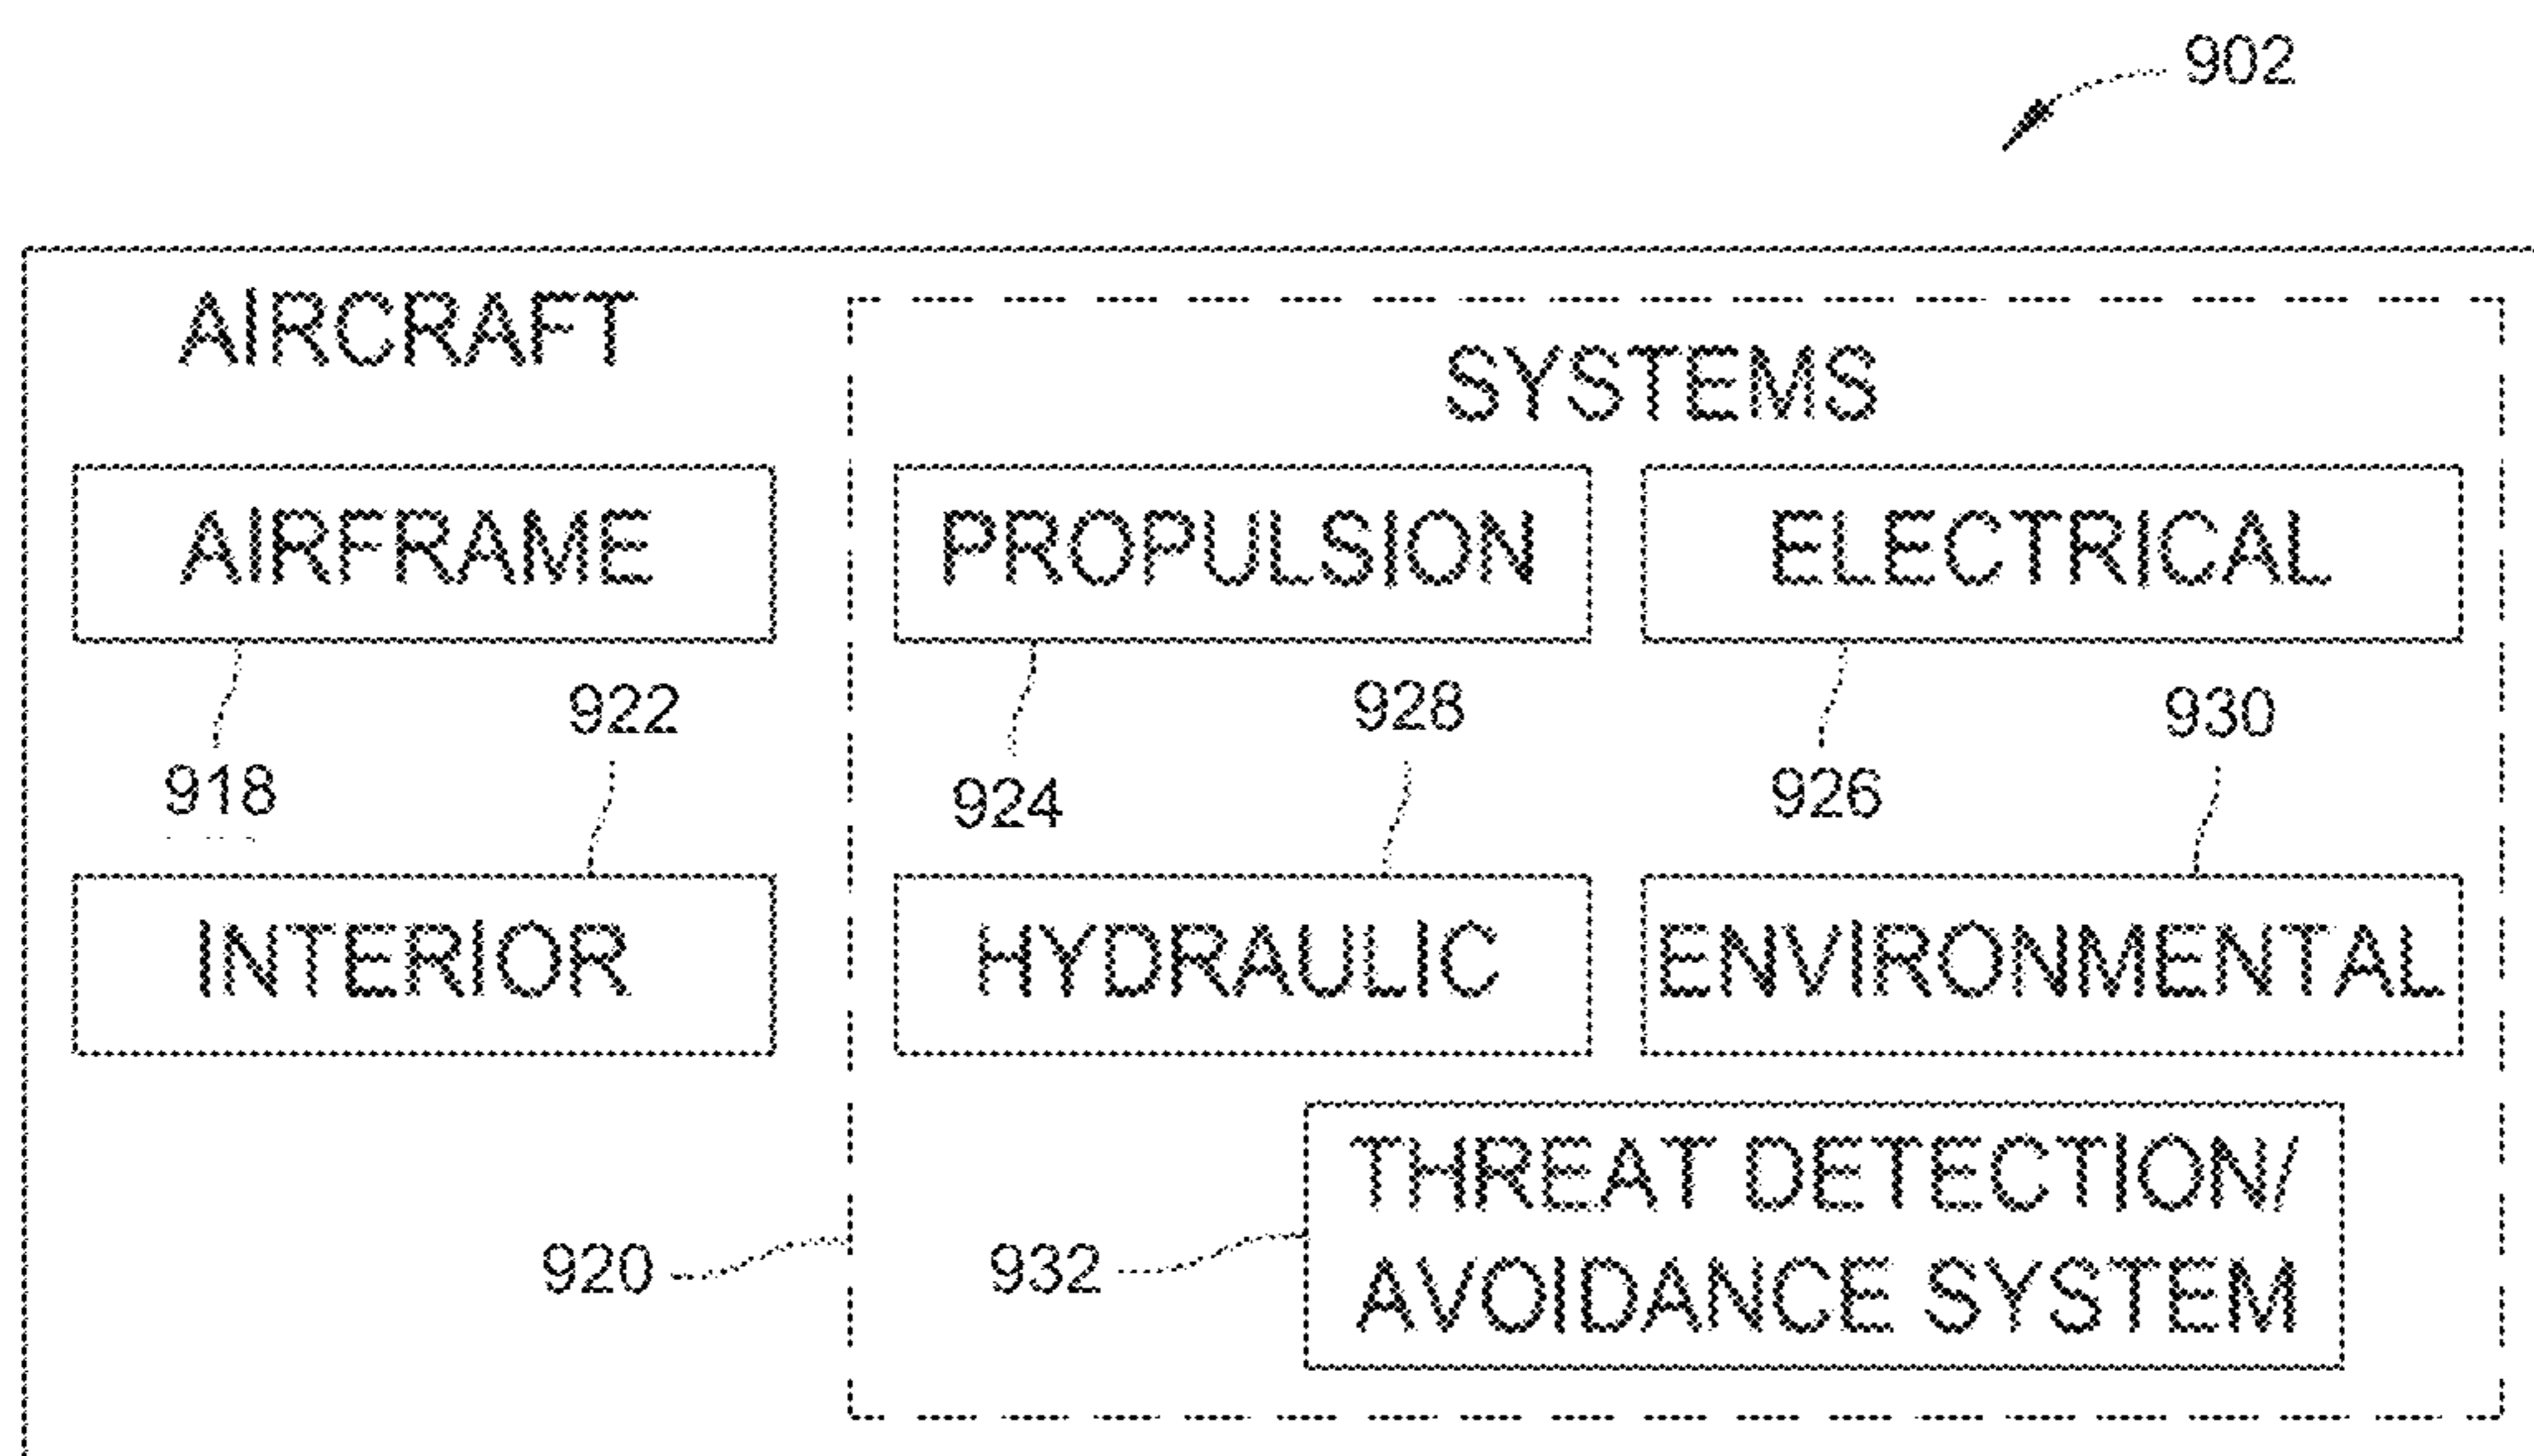 902
AIRCRAFT
SYSTEMS
AIRFRAME
PROPULSION
ELECTRICAL
922
928
930
918
924
926
INTERIOR
HYDRAULIC
ENVIRONMENTAL
THREAT DETECTION/
AVOIDANCE SYSTEM
920
932